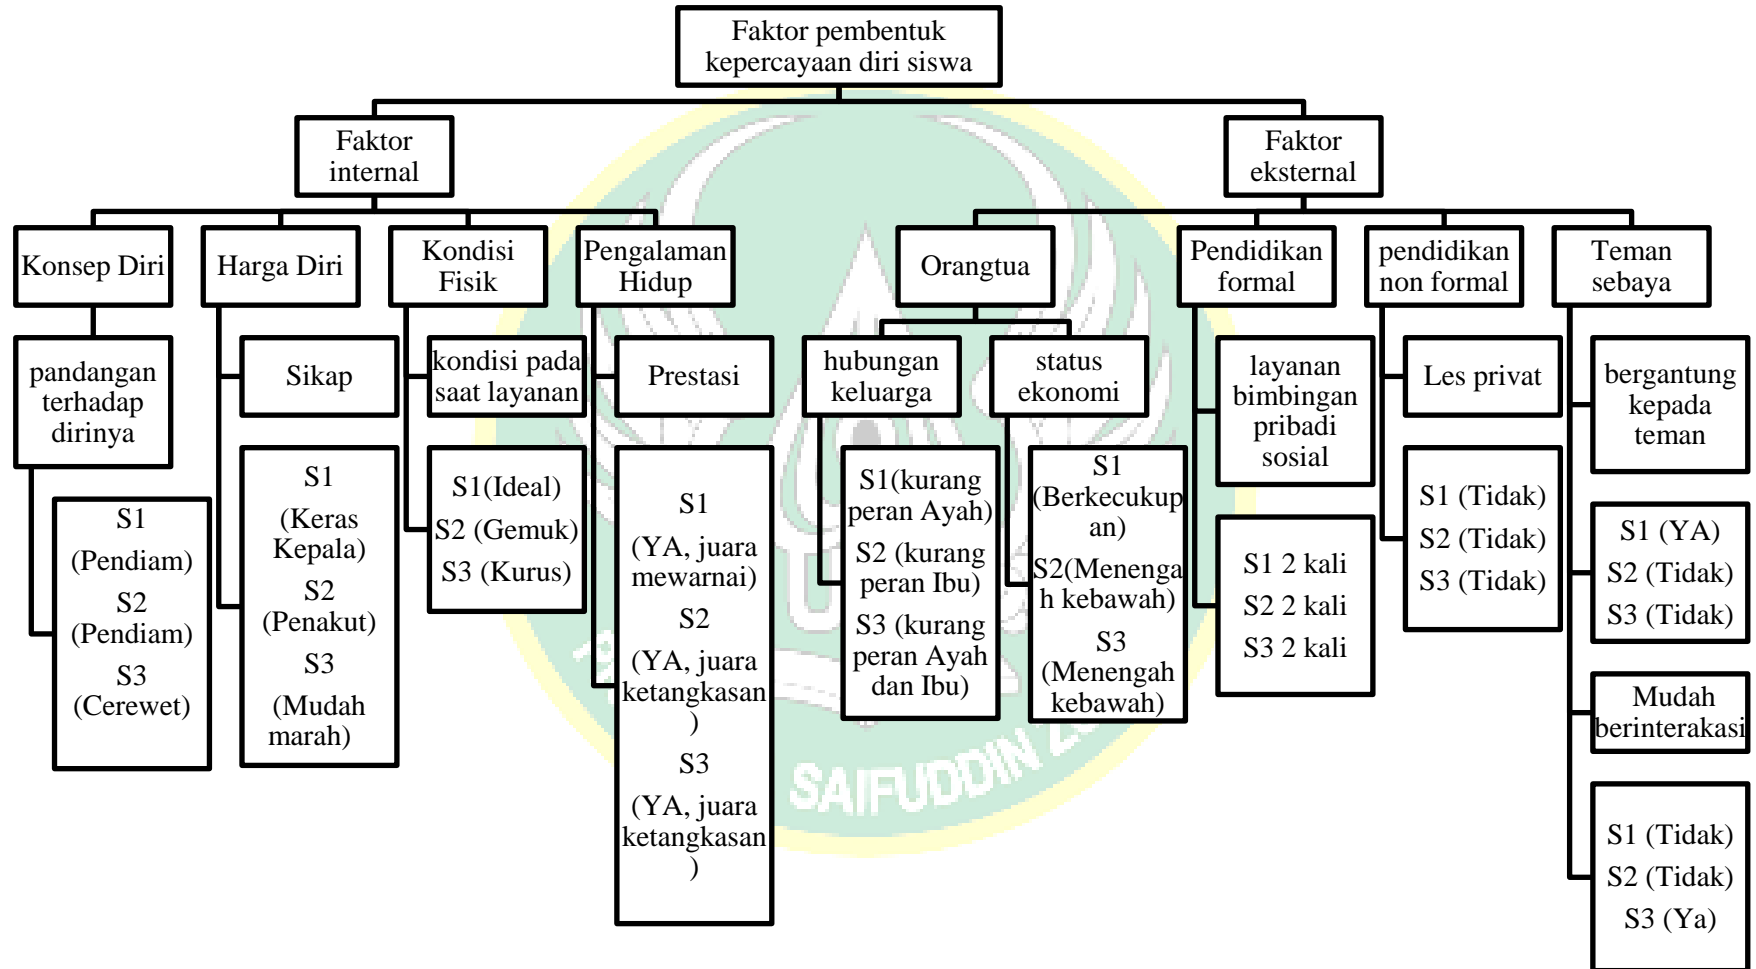 Faktor pembentuk
kepercayaan diri siswa
Faktor
internal
Faktor
eksternal
Konsep Diri
Harga Diri
Kondisi
Fisik
Pengalaman
Hidup
Orangtua
Pendidikan
formal
pendidikan
non formal
Teman
sebaya
pandangan
terhadap
dirinya
S1
(Pendiam)
S2
(Pendiam)
S3
(Cerewet)
Sikap
S1
(Keras
Kepala)
S2
(Penakut)
S3
(Mudah
marah)
kondisi pada
saat layanan
S1(Ideal)
S2 (Gemuk)
S3 (Kurus)
Prestasi
S1
(YA, juara
mewarnai)
S2
(YA, juara
ketangkasan
)
S3
(YA, juara
ketangkasan
)
hubungan
keluarga
S1(kurang
peran Ayah)
S2 (kurang
peran Ibu)
S3 (kurang
peran Ayah
dan Ibu)
status
ekonomi
S1
(Berkecukup
an)
S2(Menenga
h kebawah)
S3
(Menengah
kebawah)
layanan
bimbingan
pribadi
sosial
S1 2 kali
S2 2 kali
S3 2 kali
Les privat
S1 (Tidak)
S2 (Tidak)
S3 (Tidak)
bergantung
kepada
teman
S1 (YA)
S2 (Tidak)
S3 (Tidak)
Mudah
berinterakasi
S1 (Tidak)
S2 (Tidak)
S3 (Ya)
SAIFUDDIN